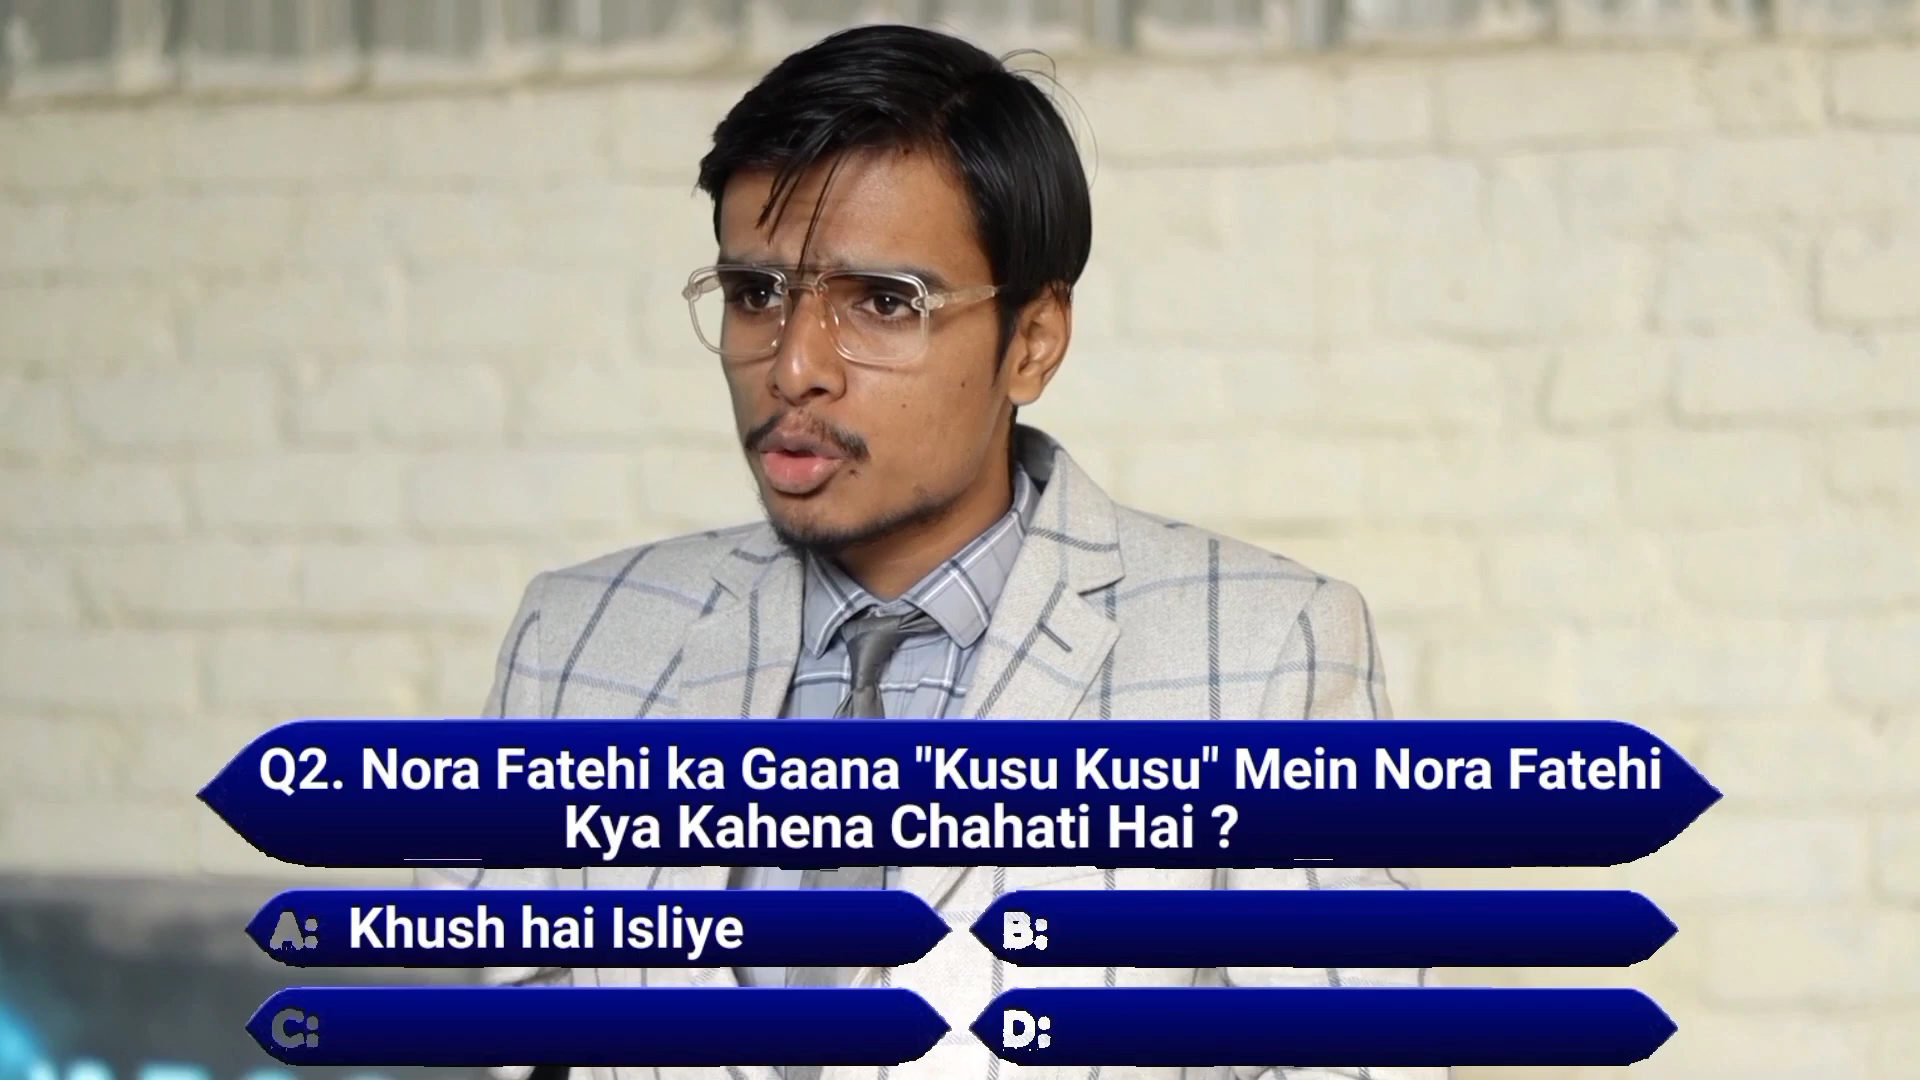 Q2. Nora Fatehi ka Gaana "Kusu Kusu" Mein Nora Fatehi
Kya Kahena Chahati Hai ?
A: Khush hai Isliye
B:
C:
D: